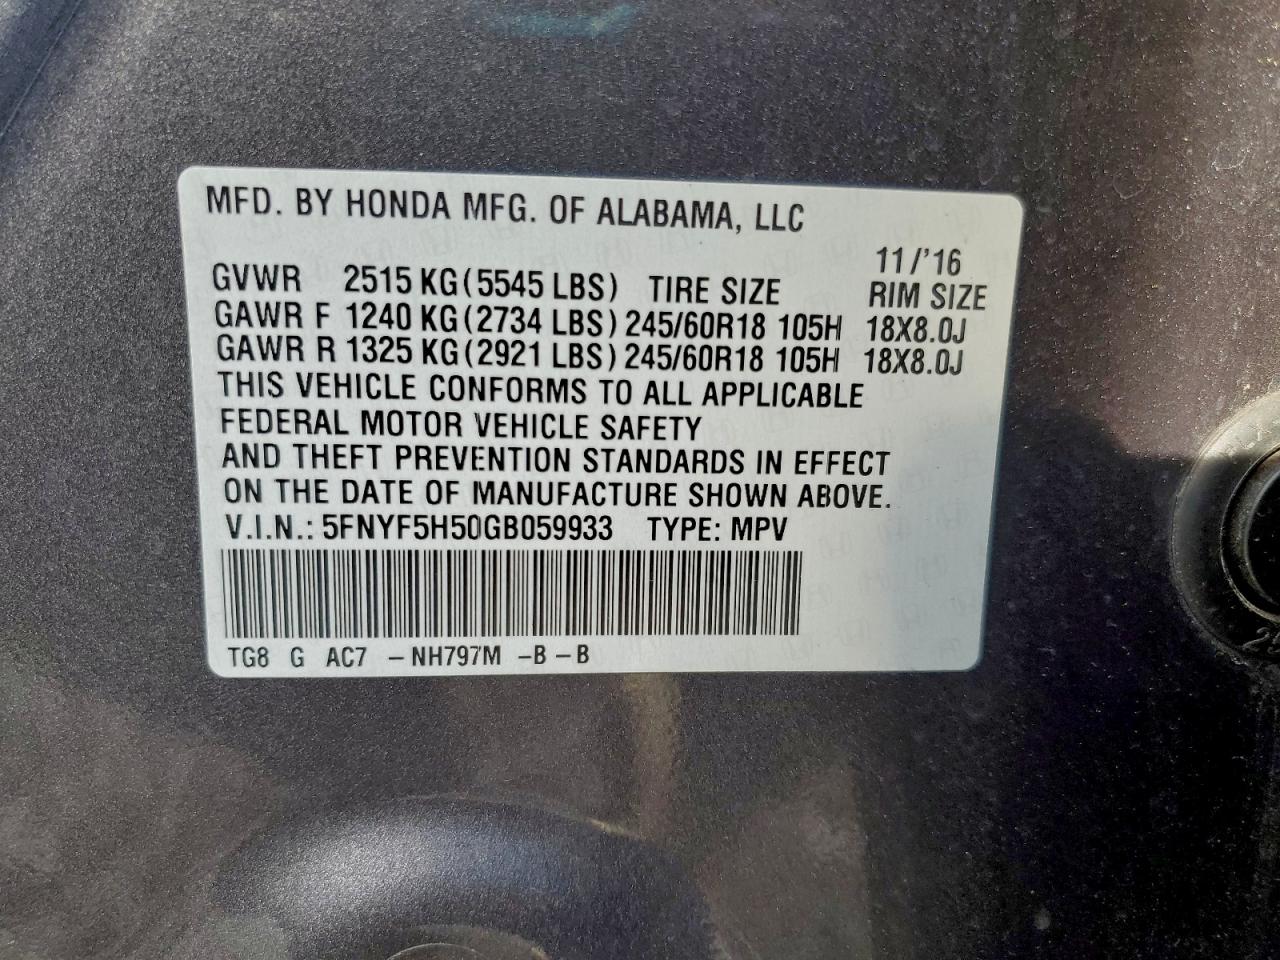 MFD. BY HONDA MFG. OF ALABAMA, LLC
11/'16
GVWR 2515 KG (5545 LBS) TIRE SIZE RIM SIZE
GAWR F 1240 KG (2734 LBS) 245/60R18 105H 18X8.0J
GAWR R 1325 KG (2921 LBS) 245/60R18 105H 18X8.0J
THIS VEHICLE CONFORMS TO ALL APPLICABLE
FEDERAL MOTOR VEHICLE SAFETY
AND THEFT PREVENTION STANDARDS IN EFFECT
ON THE DATE OF MANUFACTURE SHOWN ABOVE.
V.I.N.: 5FNYF5H50GB059933 TYPE: MPV
TG8 G AC7 – NH797M –B – B